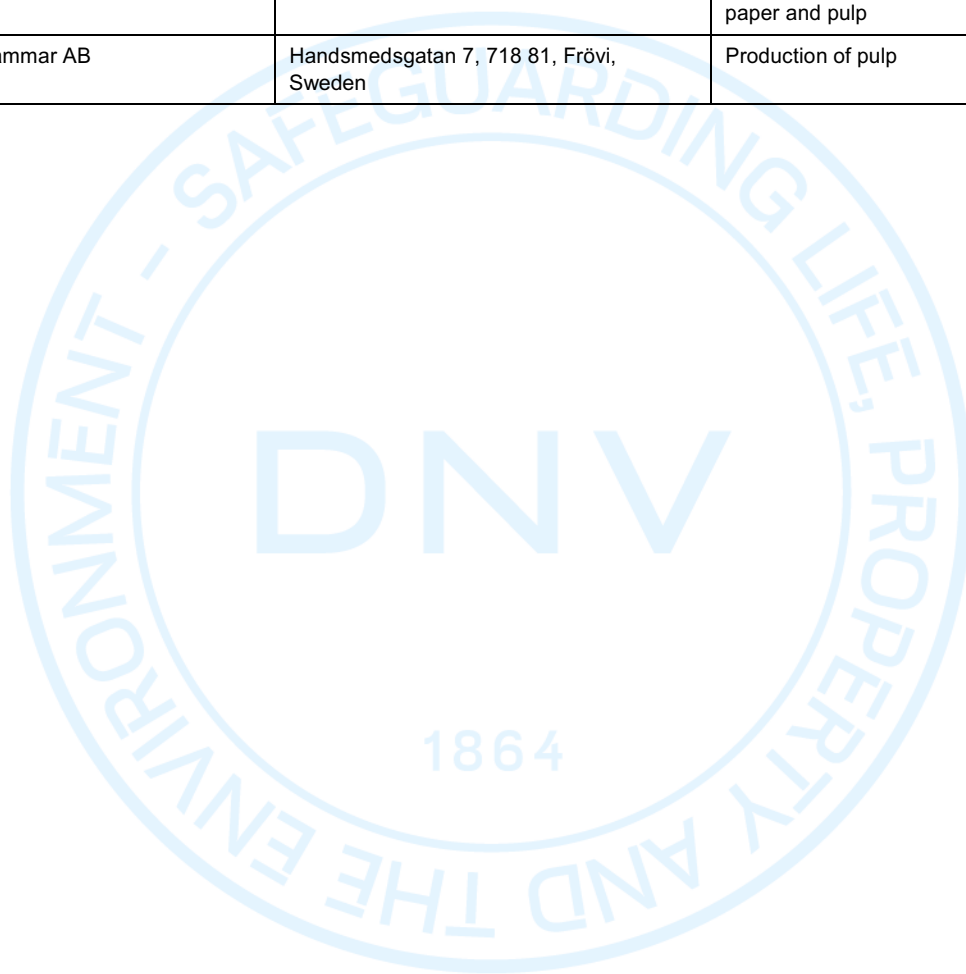 paper and pulp
ammar AB
Handsmedsgatan 7, 718 81, Frövi,
Sweden
Production of pulp
SAFEGUARDING LIFE, PROPERTY AND THE ENVIRONMENT -
DNV
1864